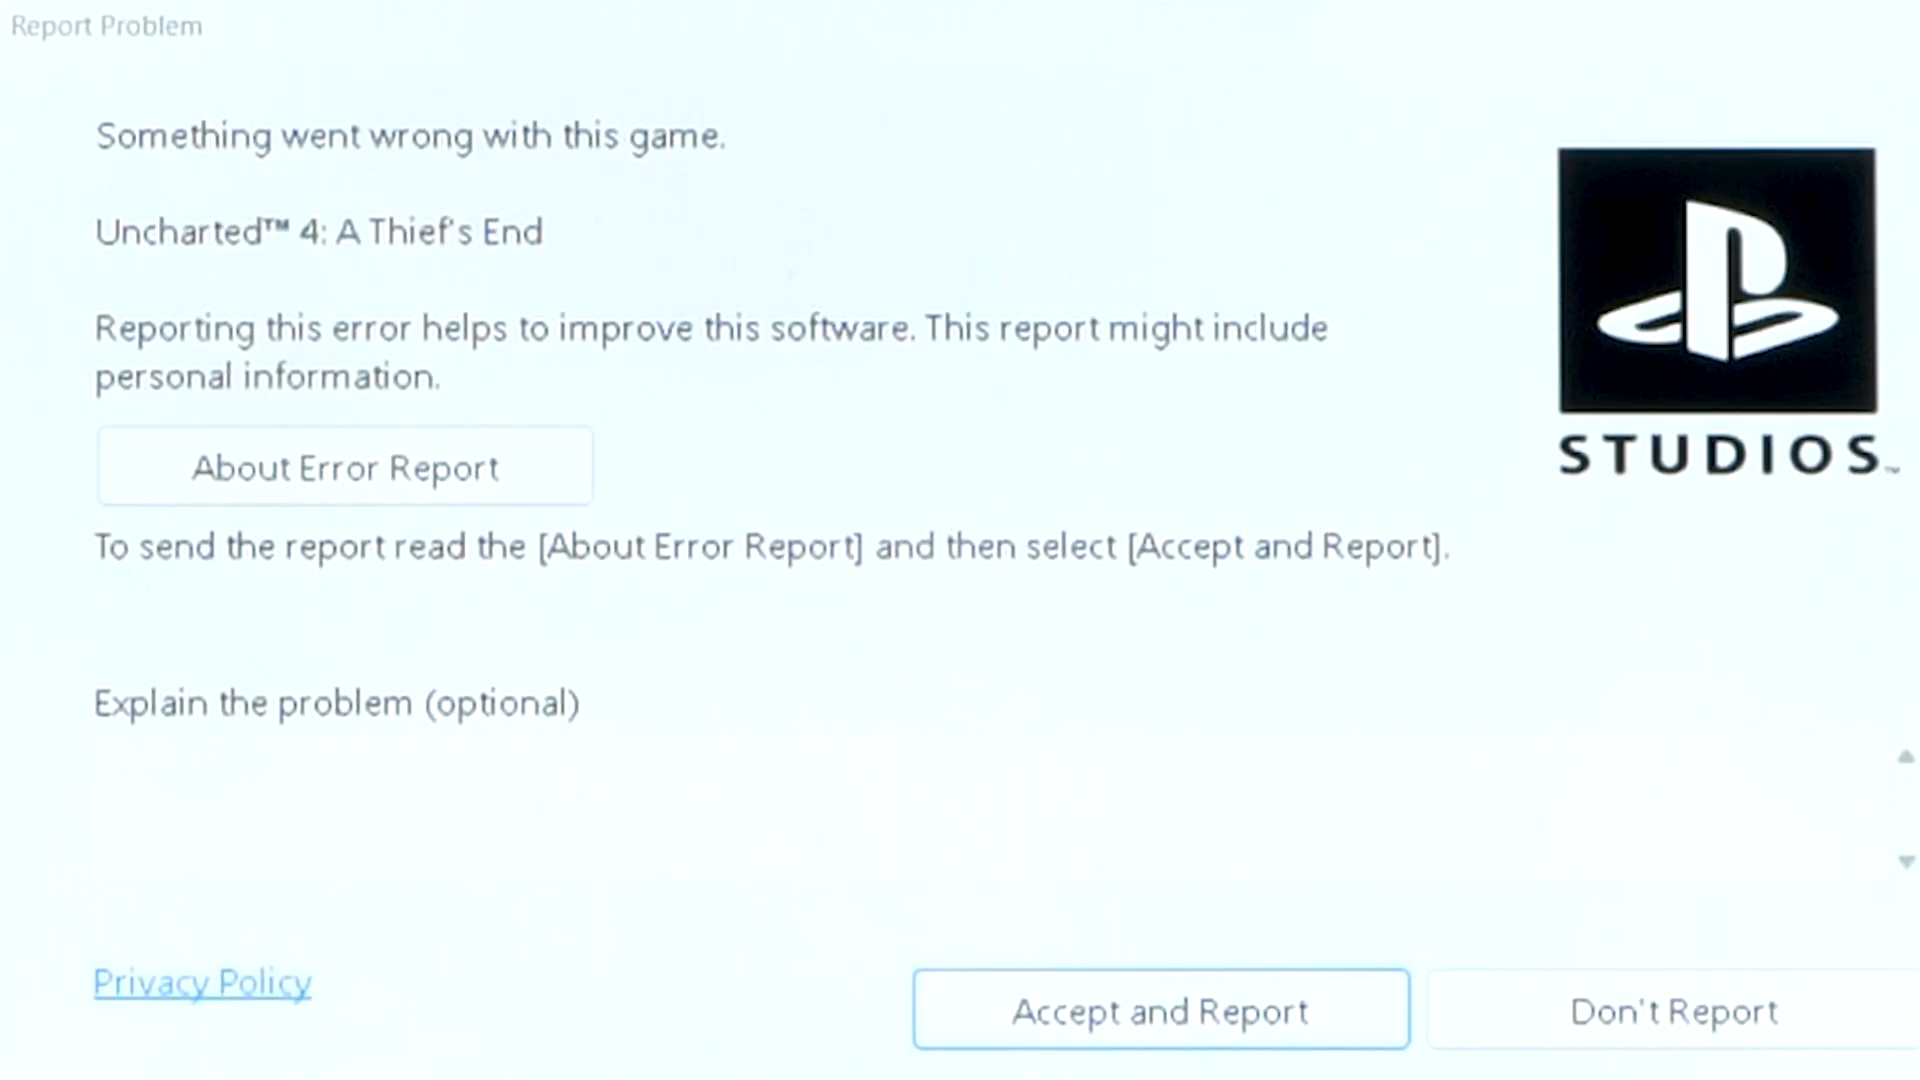 Report Problem
Something went wrong with this game.
Uncharted™ 4: A Thief's End
Reporting this error helps to improve this software. This report might include
personal information.
About Error Report
To send the report read the [About Error Report] and then select [Accept and Report].
STUDIOS™
Explain the problem (optional)
Privacy Policy
Accept and Report
Don't Report